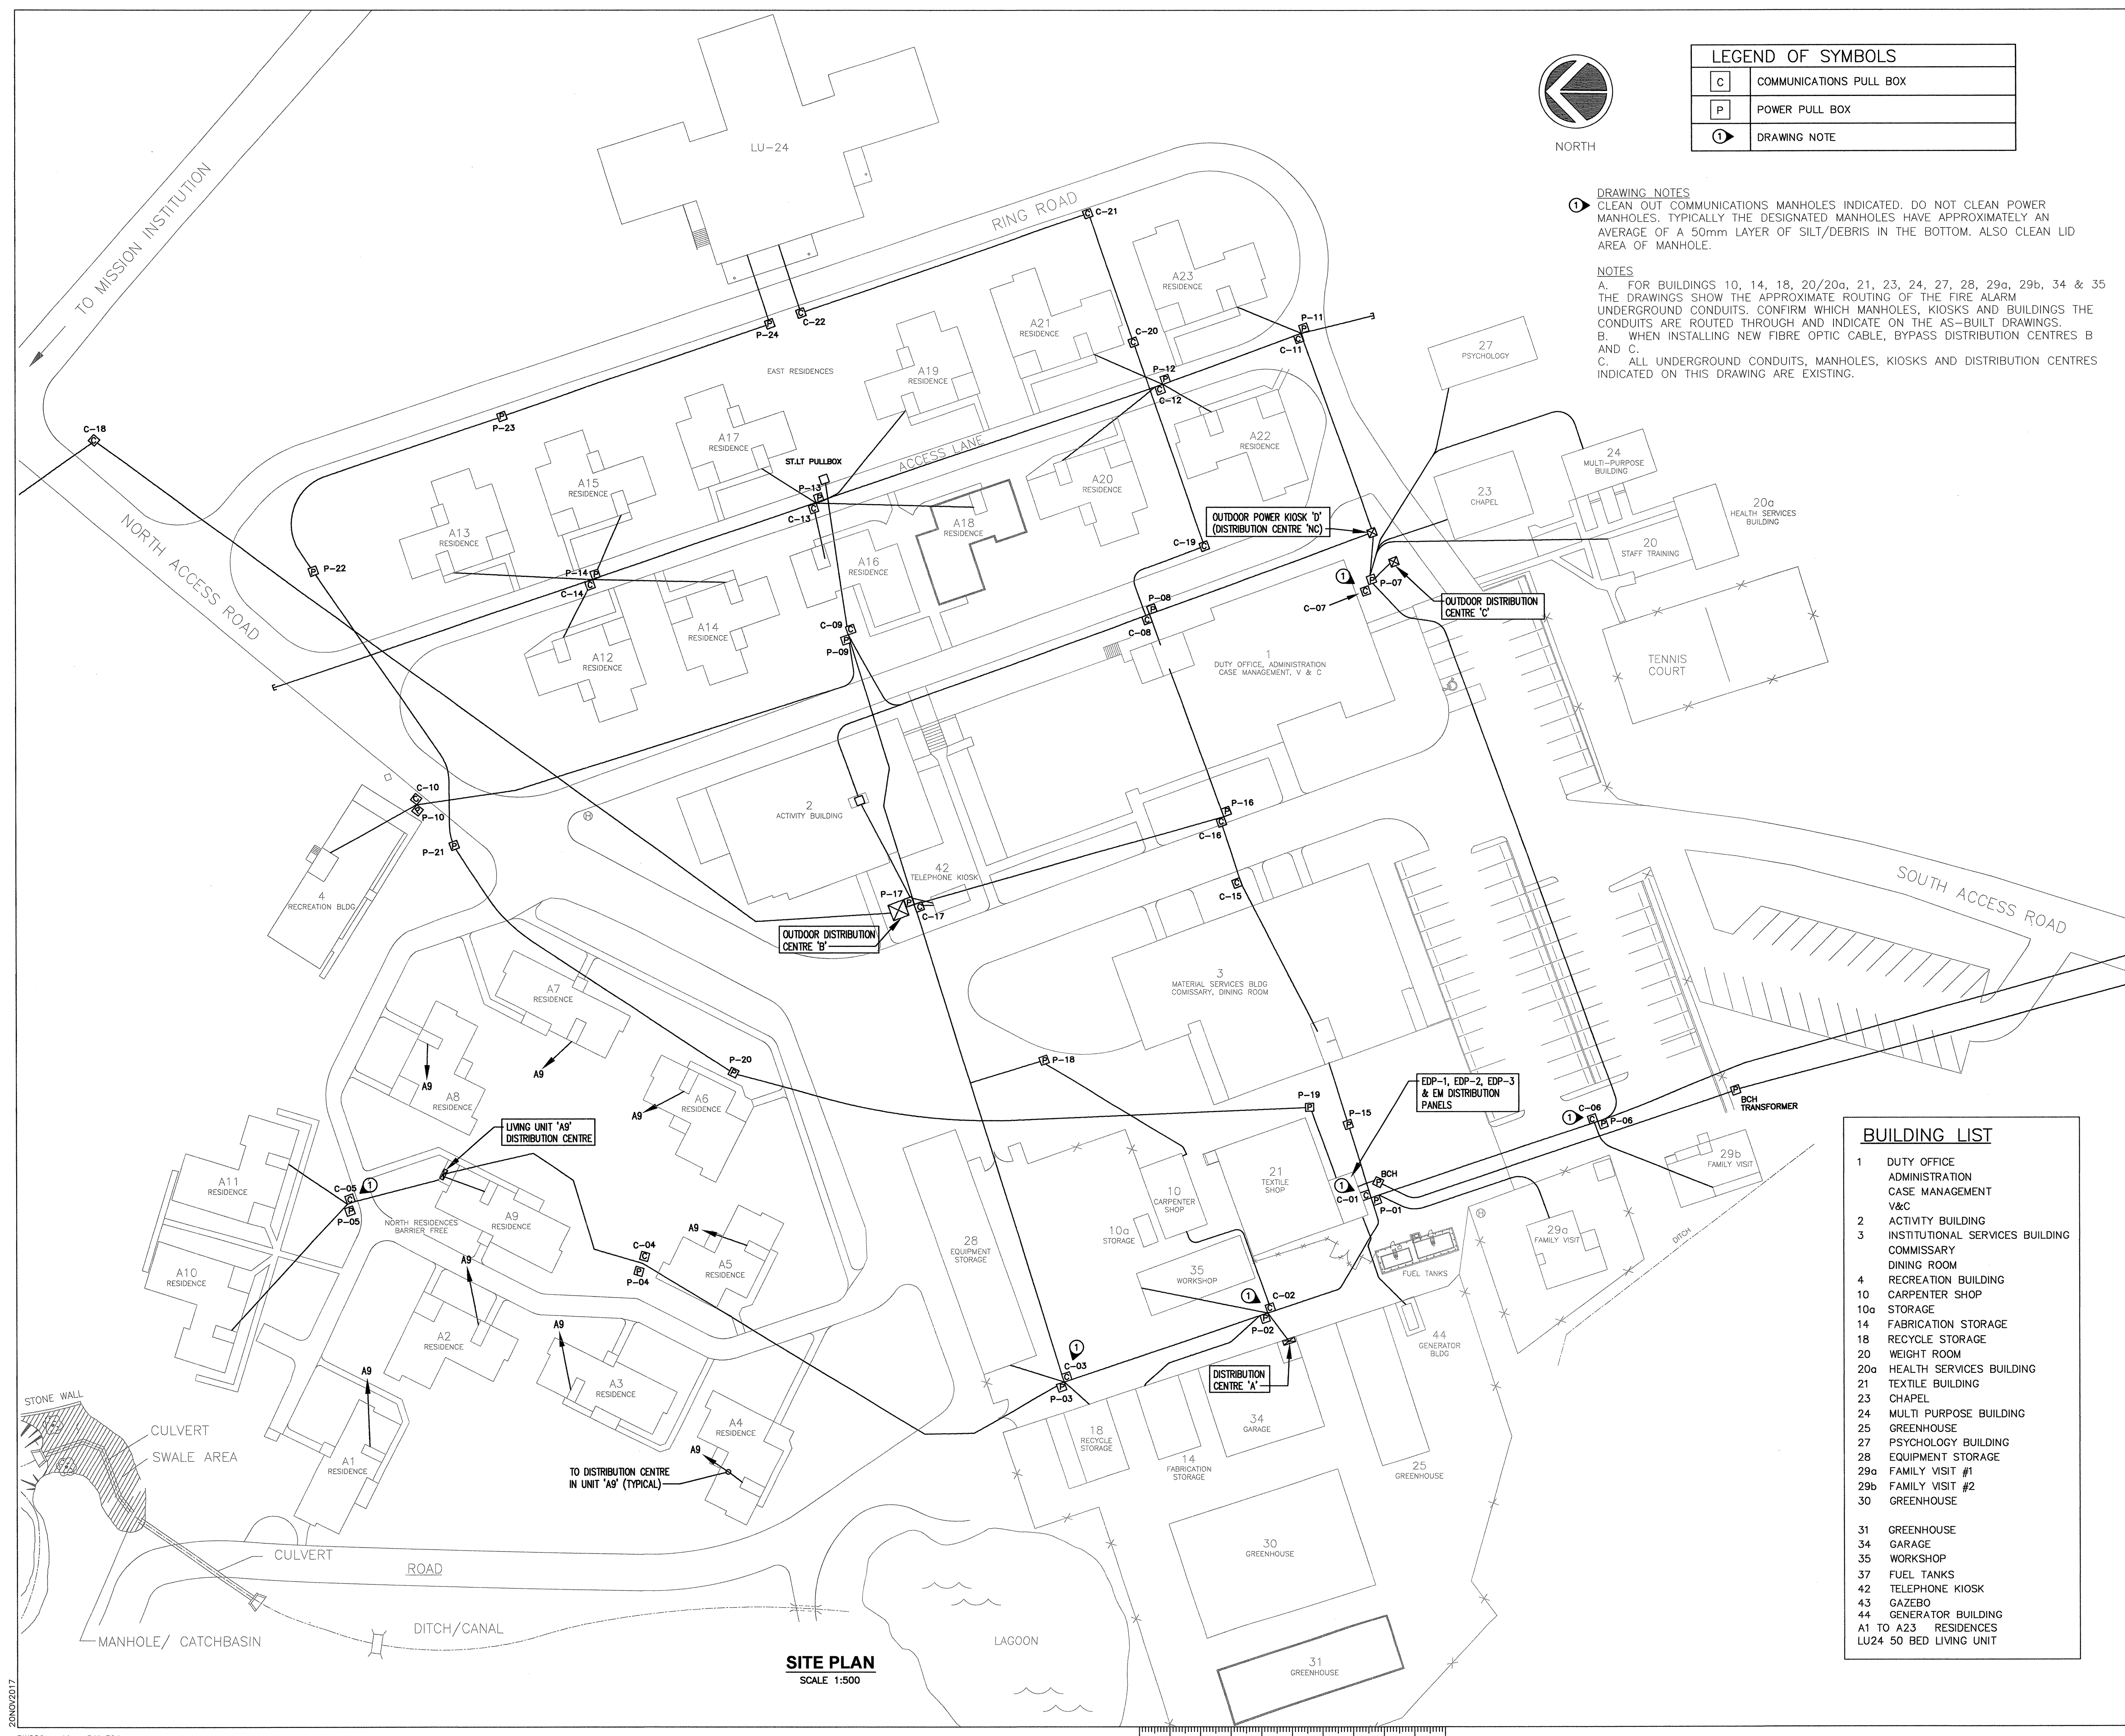 LEGEND OF SYMBOLS
C COMMUNICATIONS PULL BOX
P POWER PULL BOX
1 DRAWING NOTE
NORTH
DRAWING NOTES
1 CLEAN OUT COMMUNICATIONS MANHOLES INDICATED. DO NOT CLEAN POWER
MANHOLES. TYPICALLY THE DESIGNATED MANHOLES HAVE APPROXIMATELY AN
AVERAGE OF A 50mm LAYER OF SILT/DEBRIS IN THE BOTTOM. ALSO CLEAN LID
AREA OF MANHOLE.
NOTES
A. FOR BUILDINGS 10, 14, 18, 20/20a, 21, 23, 24, 27, 28, 29a, 29b, 34 & 35
THE DRAWINGS SHOW THE APPROXIMATE ROUTING OF THE FIRE ALARM
UNDERGROUND CONDUITS. CONFIRM WHICH MANHOLES, KIOSKS AND BUILDINGS THE
CONDUITS ARE ROUTED THROUGH AND INDICATE ON THE AS-BUILT DRAWINGS.
B. WHEN INSTALLING NEW FIBRE OPTIC CABLE, BYPASS DISTRIBUTION CENTRES B
AND C.
C. ALL UNDERGROUND CONDUITS, MANHOLES, KIOSKS AND DISTRIBUTION CENTRES
INDICATED ON THIS DRAWING ARE EXISTING.
LU-24
TO MISSION INSTITUTION
RING ROAD
C-21
A23
RESIDENCE
A21
RESIDENCE
C-22
P-24
C-20
P-11
C-11
27
PSYCHOLOGY
EAST RESIDENCES
A19
RESIDENCE
P-12
C-12
P-23
C-18
A17
RESIDENCE
ACCESS LANE
A22
RESIDENCE
24
MULTI-PURPOSE
BUILDING
ST.LT PULLBOX
A15
RESIDENCE
P-13
C-13
A20
RESIDENCE
23
CHAPEL
20a
HEALTH SERVICES
BUILDING
OUTDOOR POWER KIOSK 'D'
(DISTRIBUTION CENTRE 'NC)
A18
RESIDENCE
A13
RESIDENCE
NORTH ACCESS ROAD
C-19
20
STAFF TRAINING
P-22
P-14
C-14
A16
RESIDENCE
1
P-07
C-07
OUTDOOR DISTRIBUTION
CENTRE 'C'
P-08
C-08
A14
RESIDENCE
C-09
P-09
A12
RESIDENCE
1
DUTY OFFICE, ADMINISTRATION
CASE MANAGEMENT, V & C
TENNIS
COURT
C-10
P-10
P-21
H
2
ACTIVITY BUILDING
P-16
C-16
42
TELEPHONE KIOSK
P-17
C-17
C-15
4
RECREATION BLDG
SOUTH ACCESS ROAD
OUTDOOR DISTRIBUTION
CENTRE 'B'
3
MATERIAL SERVICES BLDG
COMISSARY, DINING ROOM
A7
RESIDENCE
A9
P-20
P-18
A9
A8
RESIDENCE
A6
RESIDENCE
A9
P-19
P-15
EDP-1, EDP-2, EDP-3
& EM DISTRIBUTION
PANELS
1
C-06
P-06
BCH
TRANSFORMER
LIVING UNIT 'A9'
DISTRIBUTION CENTRE
29b
FAMILY VISIT
A11
RESIDENCE
C-05
1
P-05
NORTH RESIDENCES
BARRIER FREE
A9
RESIDENCE
10
CARPENTER
SHOP
21
TEXTILE
SHOP
BCH
1
C-01
P-01
H
29a
FAMILY VISIT
DITCH
A9
A5
RESIDENCE
C-04
P-04
28
EQUIPMENT
STORAGE
10a
STORAGE
35
WORKSHOP
FUEL TANKS
A10
RESIDENCE
A9
A2
RESIDENCE
1
C-02
P-02
A9
44
GENERATOR
BLDG
1
C-03
P-03
DISTRIBUTION
CENTRE 'A'
A9
A3
RESIDENCE
STONE WALL
CULVERT
SWALE AREA
A4
RESIDENCE
A9
34
GARAGE
18
RECYCLE
STORAGE
14
FABRICATION
STORAGE
25
GREENHOUSE
A1
RESIDENCE
TO DISTRIBUTION CENTRE
IN UNIT 'A9' (TYPICAL)
30
GREENHOUSE
CULVERT
ROAD
DITCH/CANAL
MANHOLE/ CATCHBASIN
LAGOON
31
GREENHOUSE
SITE PLAN
SCALE 1:500
20NOV2017
BUILDING LIST
1 DUTY OFFICE
ADMINISTRATION
CASE MANAGEMENT
V&C
2 ACTIVITY BUILDING
3 INSTITUTIONAL SERVICES BUILDING
COMMISSARY
DINING ROOM
4 RECREATION BUILDING
10 CARPENTER SHOP
10a STORAGE
14 FABRICATION STORAGE
18 RECYCLE STORAGE
20 WEIGHT ROOM
20a HEALTH SERVICES BUILDING
21 TEXTILE BUILDING
23 CHAPEL
24 MULTI PURPOSE BUILDING
25 GREENHOUSE
27 PSYCHOLOGY BUILDING
28 EQUIPMENT STORAGE
29a FAMILY VISIT #1
29b FAMILY VISIT #2
30 GREENHOUSE
31 GREENHOUSE
34 GARAGE
35 WORKSHOP
37 FUEL TANKS
42 TELEPHONE KIOSK
43 GAZEBO
44 GENERATOR BUILDING
A1 TO A23 RESIDENCES
LU24 50 BED LIVING UNIT